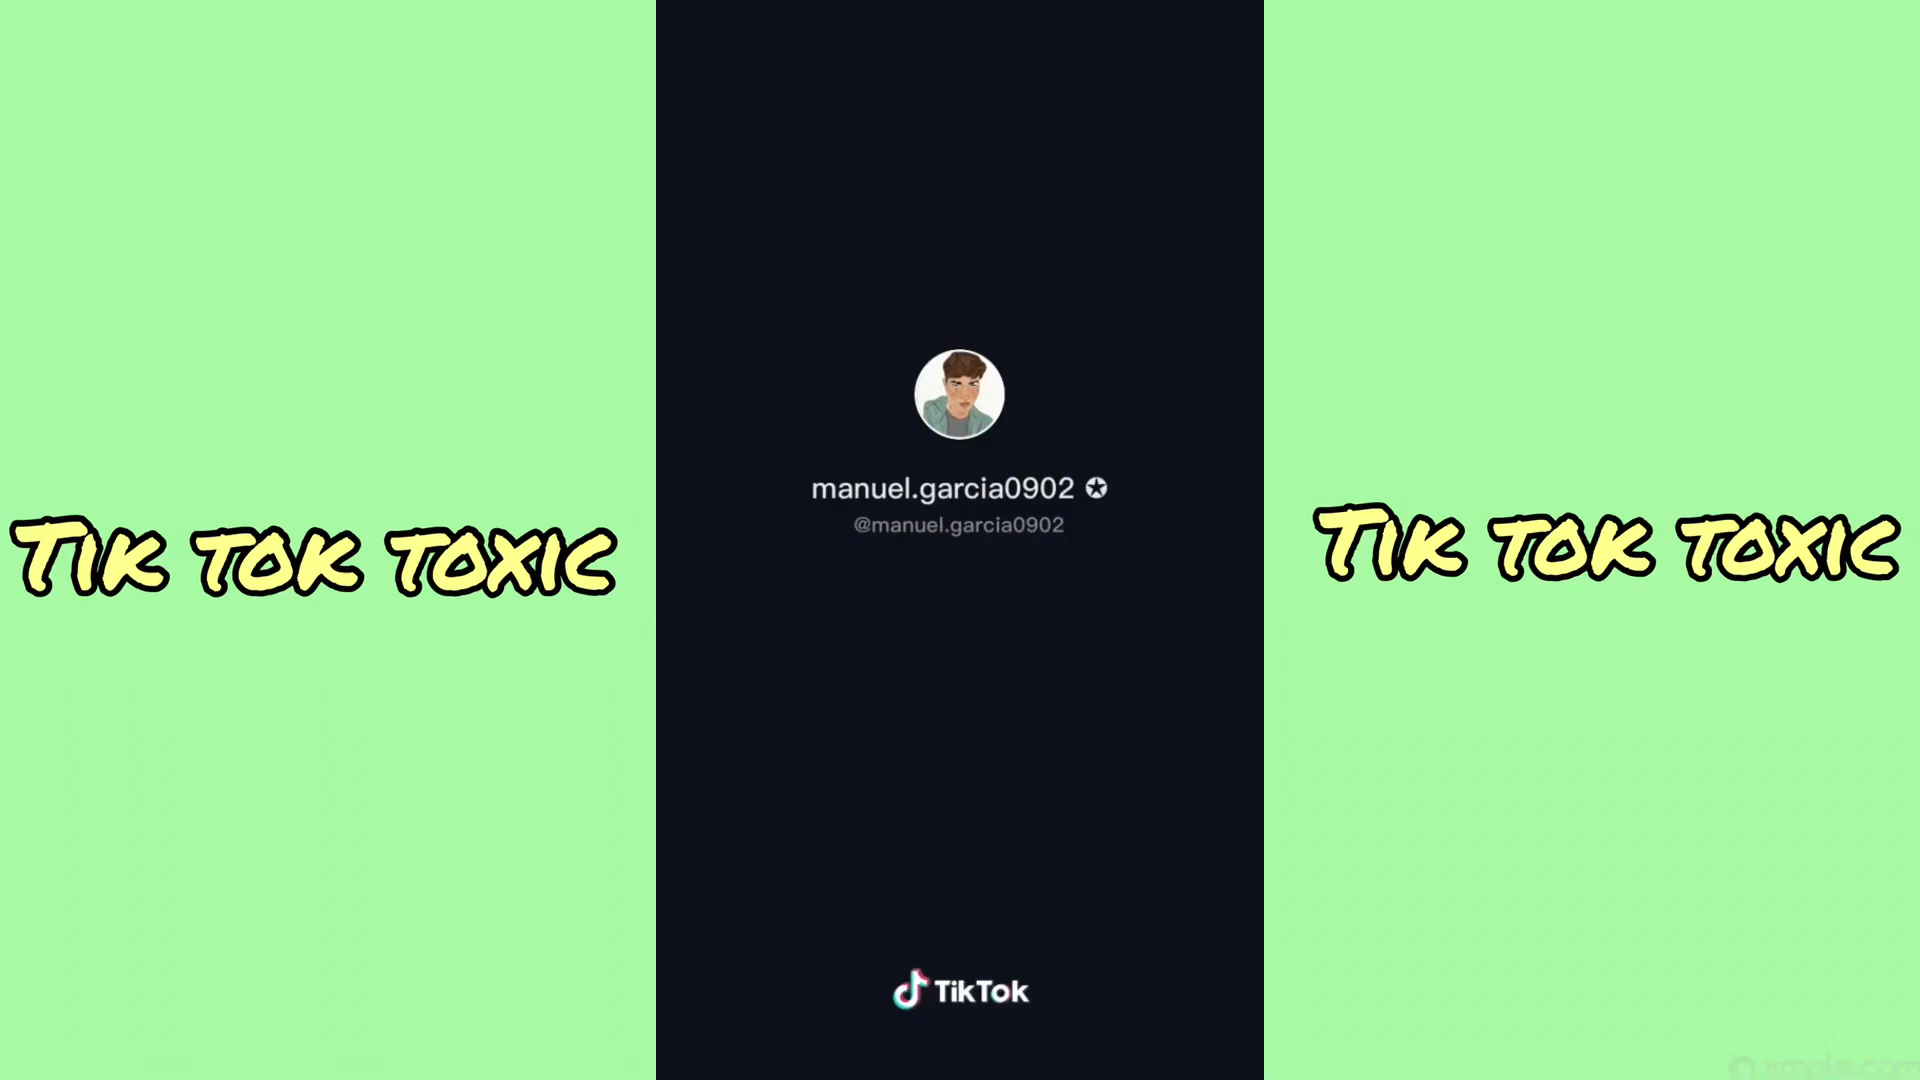 TIK TOK TOXIC
manuel.garcia0902 ✪
@manuel.garcia0902
TIK TOK TOXIC
TikTok